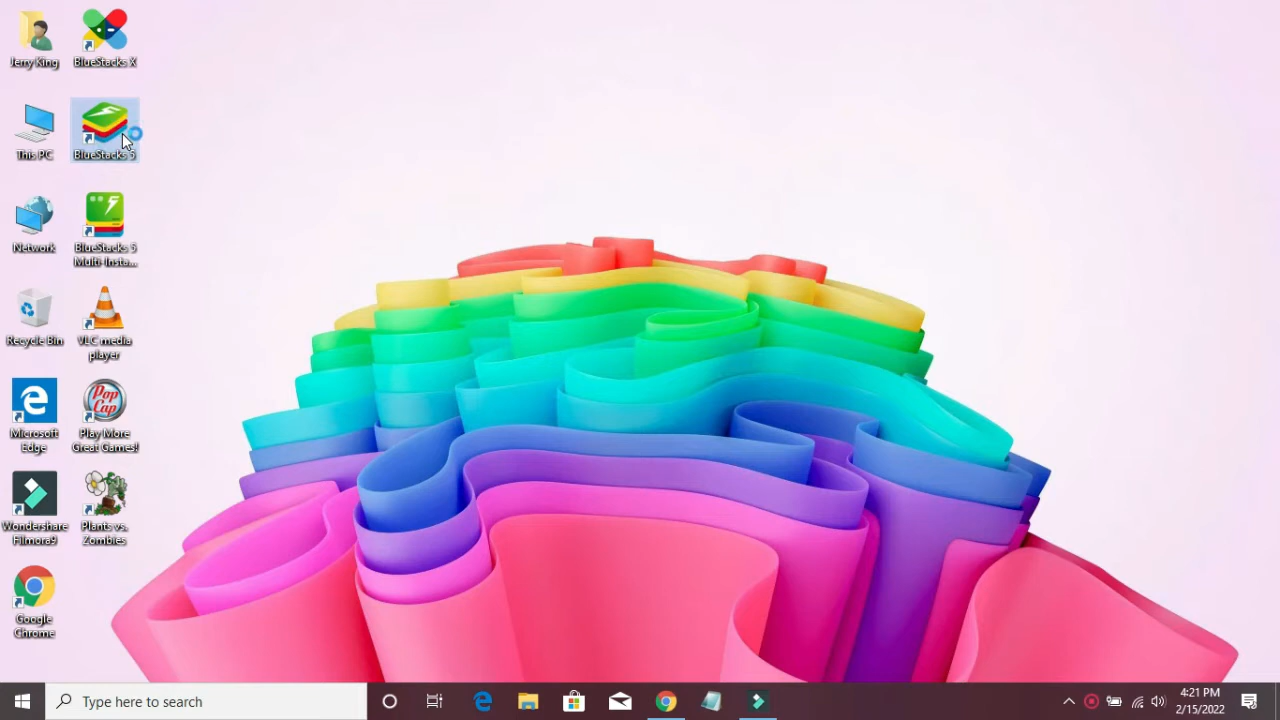 Jerry King
BlueStacks X
This PC
BlueStacks 5
Network
BlueStacks 5
Multi-Insta...
Recycle Bin
VLC media
player
Microsoft
Edge
Pop
Cap
Play More
Great Games!
Wondershare
Filmora9
Plants vs.
Zombies
Google
Chrome
Type here to search
4:21 PM
2/15/2022